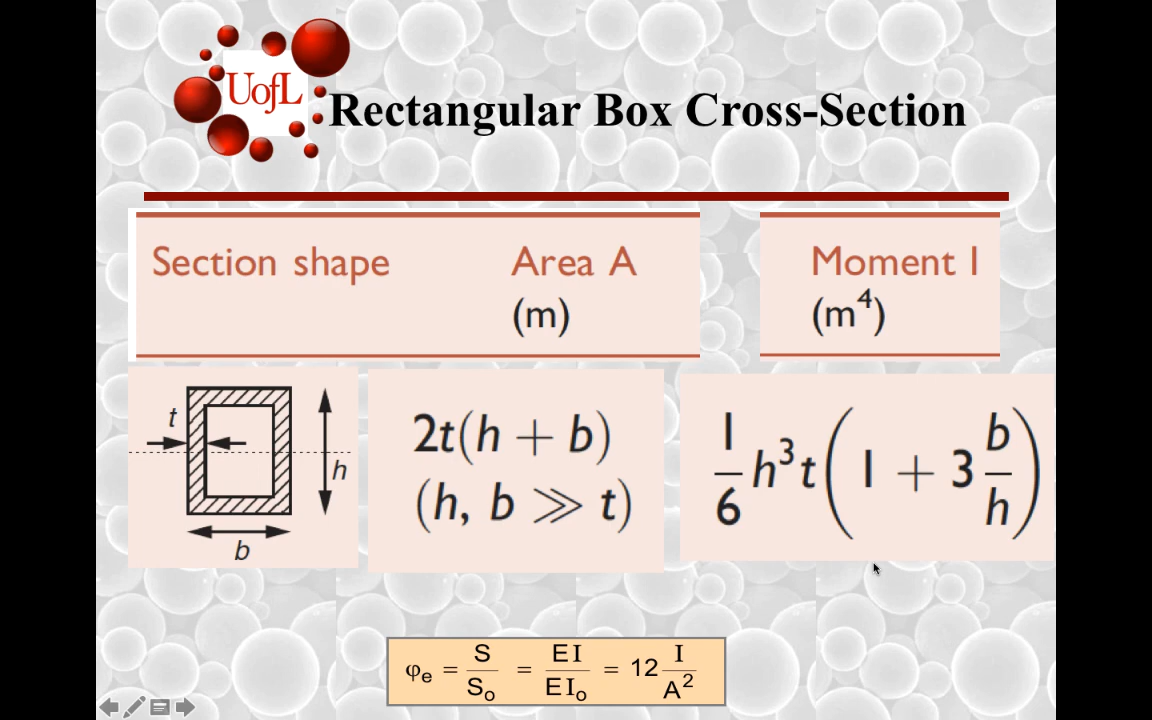 UofL
Rectangular Box Cross-Section
Section shape Area A Moment I
(m) (m⁴)
t
h
b
2t(h + b)
(h, b ≫ t)
1/6 h³t(1 + 3 b/h)
φₑ = S/Sₒ = EI/EIₒ = 12 I/A²